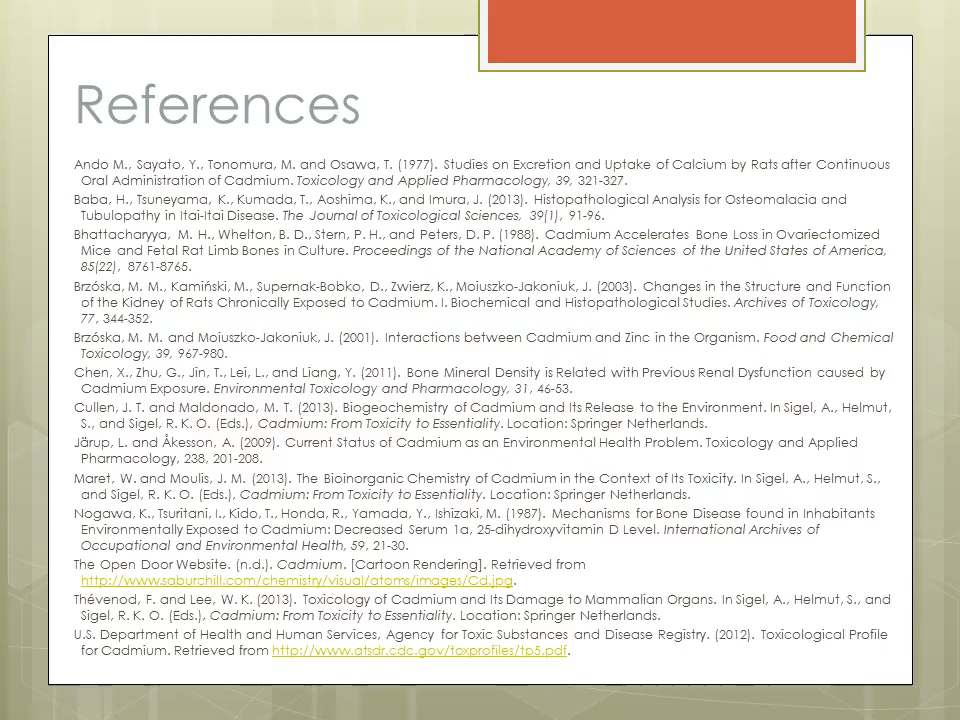 References
Ando M., Sayato, Y., Tonomura, M. and Osawa, T. (1977). Studies on Excretion and Uptake of Calcium by Rats after Continuous
Oral Administration of Cadmium. Toxicology and Applied Pharmacology, 39, 321-327.
Baba, H., Tsuneyama, K., Kumada, T., Aoshima, K., and Imura, J. (2013). Histopathological Analysis for Osteomalacia and
Tubulopathy in Itai-Itai Disease. The Journal of Toxicological Sciences, 39(1), 91-96.
Bhattacharyya, M. H., Whelton, B. D., Stern, P. H., and Peters, D. P. (1988). Cadmium Accelerates Bone Loss in Ovariectomized
Mice and Fetal Rat Limb Bones in Culture. Proceedings of the National Academy of Sciences of the United States of America,
85(22), 8761-8765.
Brzóska, M. M., Kamiński, M., Supernak-Bobko, D., Zwierz, K., Moiuszko-Jakoniuk, J. (2003). Changes in the Structure and Function
of the Kidney of Rats Chronically Exposed to Cadmium. I. Biochemical and Histopathological Studies. Archives of Toxicology,
77, 344-352.
Brzóska, M. M. and Moiuszko-Jakoniuk, J. (2001). Interactions between Cadmium and Zinc in the Organism. Food and Chemical
Toxicology, 39, 967-980.
Chen, X., Zhu, G., Jin, T., Lei, L., and Liang, Y. (2011). Bone Mineral Density is Related with Previous Renal Dysfunction caused by
Cadmium Exposure. Environmental Toxicology and Pharmacology, 31, 46-53.
Cullen, J. T. and Maldonado, M. T. (2013). Biogeochemistry of Cadmium and Its Release to the Environment. In Sigel, A., Helmut,
S., and Sigel, R. K. O. (Eds.), Cadmium: From Toxicity to Essentiality. Location: Springer Netherlands.
Järup, L. and Åkesson, A. (2009). Current Status of Cadmium as an Environmental Health Problem. Toxicology and Applied
Pharmacology, 238, 201-208.
Maret, W. and Moulis, J. M. (2013). The Bioinorganic Chemistry of Cadmium in the Context of Its Toxicity. In Sigel, A., Helmut, S.,
and Sigel, R. K. O. (Eds.), Cadmium: From Toxicity to Essentiality. Location: Springer Netherlands.
Nogawa, K., Tsuritani, I., Kido, T., Honda, R., Yamada, Y., Ishizaki, M. (1987). Mechanisms for Bone Disease found in Inhabitants
Environmentally Exposed to Cadmium: Decreased Serum 1a, 25-dihydroxyvitamin D Level. International Archives of
Occupational and Environmental Health, 59, 21-30.
The Open Door Website. (n.d.). Cadmium. [Cartoon Rendering]. Retrieved from
http://www.saburchill.com/chemistry/visual/atoms/images/Cd.jpg.
Thévenod, F. and Lee, W. K. (2013). Toxicology of Cadmium and Its Damage to Mammalian Organs. In Sigel, A., Helmut, S., and
Sigel, R. K. O. (Eds.), Cadmium: From Toxicity to Essentiality. Location: Springer Netherlands.
U.S. Department of Health and Human Services, Agency for Toxic Substances and Disease Registry. (2012). Toxicological Profile
for Cadmium. Retrieved from http://www.atsdr.cdc.gov/toxprofiles/tp5.pdf.